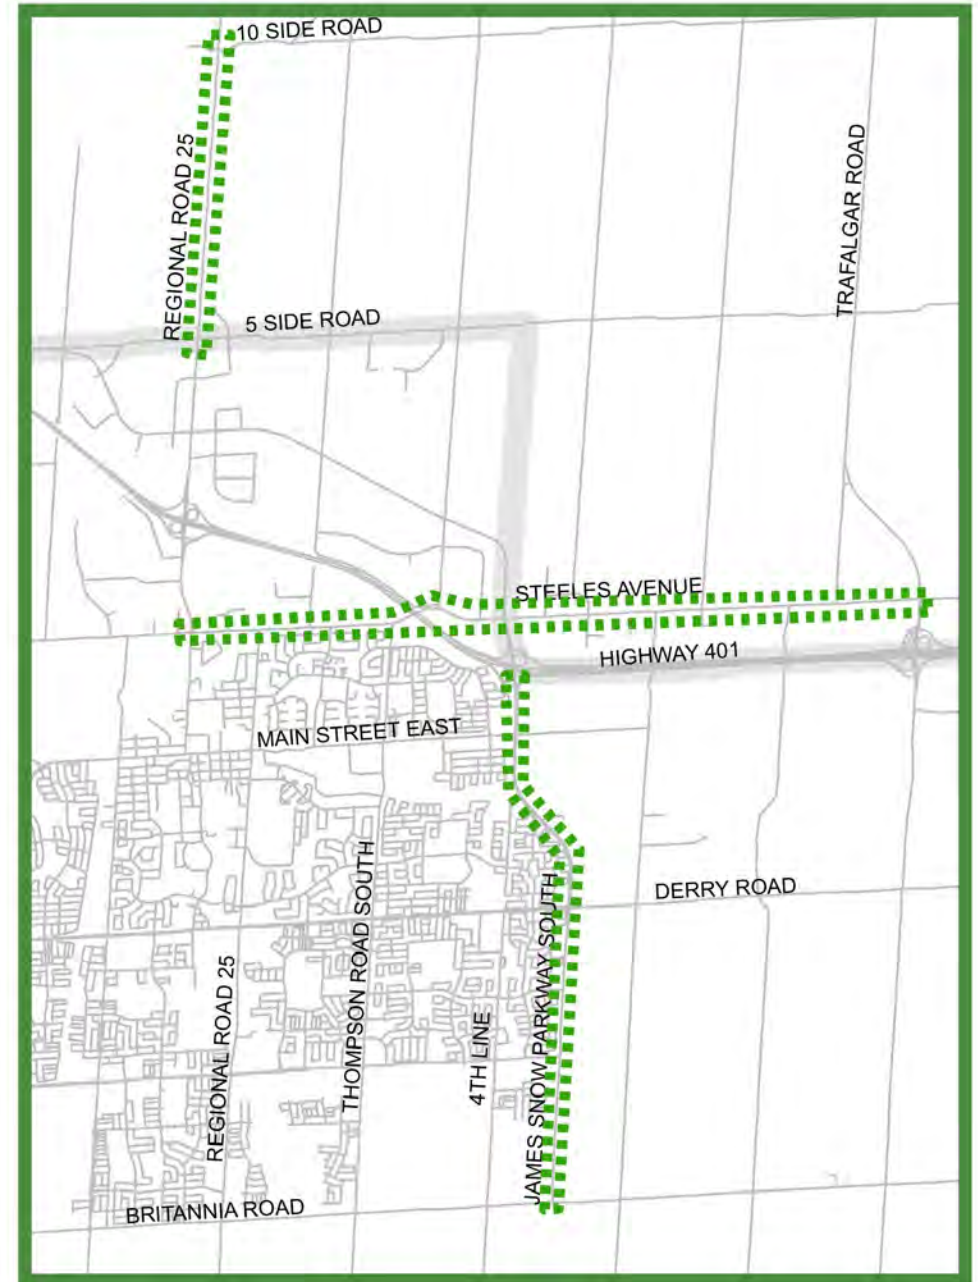 10 SIDE ROAD
REGIONAL ROAD 25
TRAFALGAR ROAD
5 SIDE ROAD
STEELES AVENUE
HIGHWAY 401
MAIN STREET EAST
THOMPSON ROAD SOUTH
JAMES SNOW PARKWAY SOUTH
DERRY ROAD
REGIONAL ROAD 25
4TH LINE
BRITANNIA ROAD